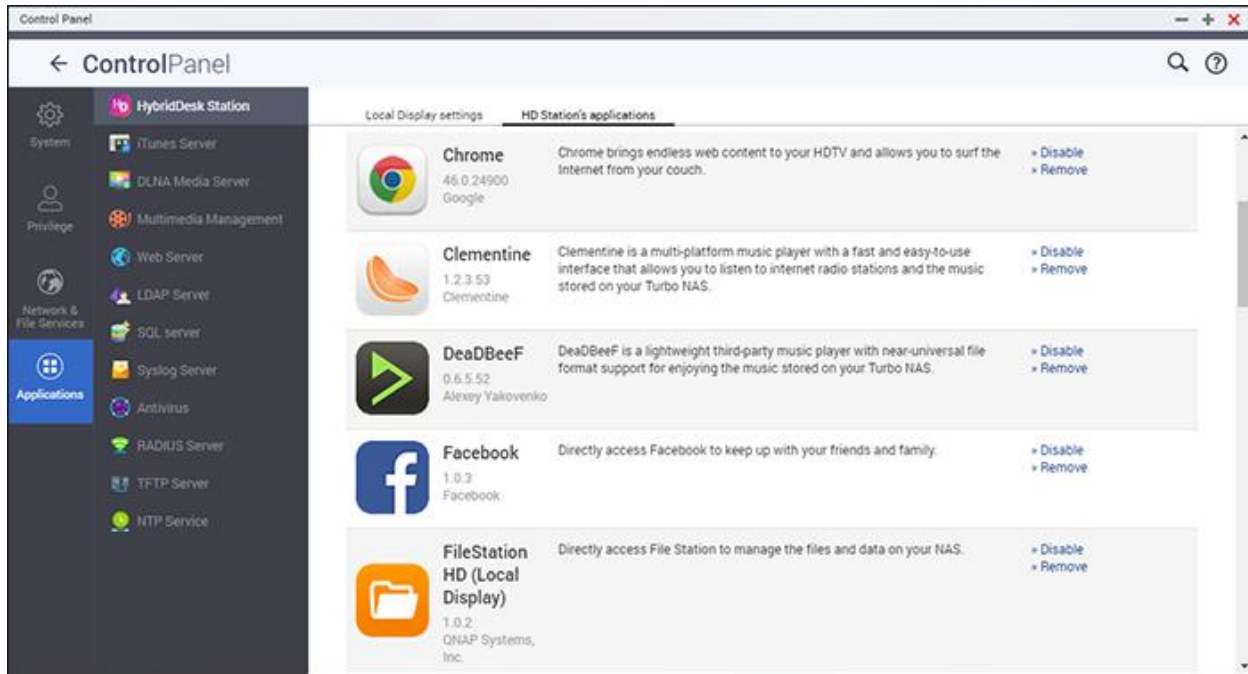 Control Panel
ControlPanel
System
Privilege
Network &
File Services
Applications
HybridDesk Station
iTunes Server
DLNA Media Server
Multimedia Management
Web Server
LDAP Server
SQL server
Syslog Server
Antivirus
RADIUS Server
TFTP Server
NTP Service
Local Display settings
HD Station's applications
Chrome
46.0.24900
Google
Chrome brings endless web content to your HDTV and allows you to surf the
Internet from your couch.
» Disable
» Remove
Clementine
1.2.3.53
Clementine
Clementine is a multi-platform music player with a fast and easy-to-use
interface that allows you to listen to internet radio stations and the music
stored on your Turbo NAS.
» Disable
» Remove
DeaDBeeF
0.6.5.52
Alexey Yakovenko
DeaDBeeF is a lightweight third-party music player with near-universal file
format support for enjoying the music stored on your Turbo NAS.
» Disable
» Remove
Facebook
1.0.3
Facebook
Directly access Facebook to keep up with your friends and family.
» Disable
» Remove
FileStation
HD (Local
Display)
1.0.2
QNAP Systems,
Inc.
Directly access File Station to manage the files and data on your NAS.
» Disable
» Remove